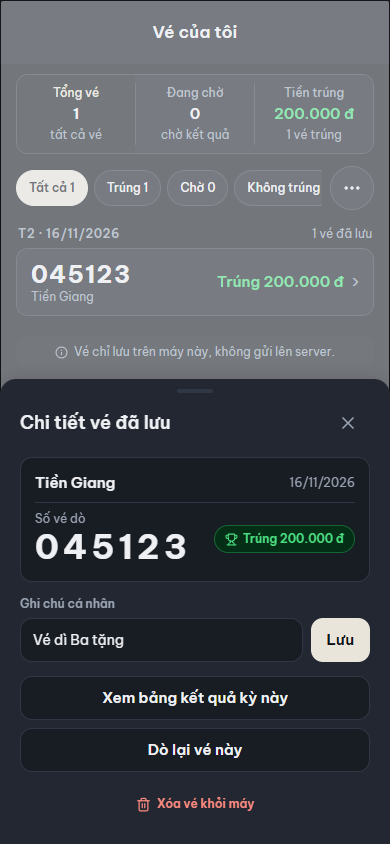 Vé của tôi
Tổng vé
1
tất cả vé
Đang chờ
0
chờ kết quả
Tiền trúng
200.000 đ
1 vé trúng
Tất cả 1
Trúng 1
Chờ 0
Không trúng
T2 · 16/11/2026
1 vé đã lưu
045123
Tiền Giang
Trúng 200.000 đ
Vé chỉ lưu trên máy này, không gửi lên server.
Chi tiết vé đã lưu
Tiền Giang
16/11/2026
Số vé dò
045123
Trúng 200.000 đ
Ghi chú cá nhân
Vé dì Ba tặng
Lưu
Xem bảng kết quả kỳ này
Dò lại vé này
Xóa vé khỏi máy